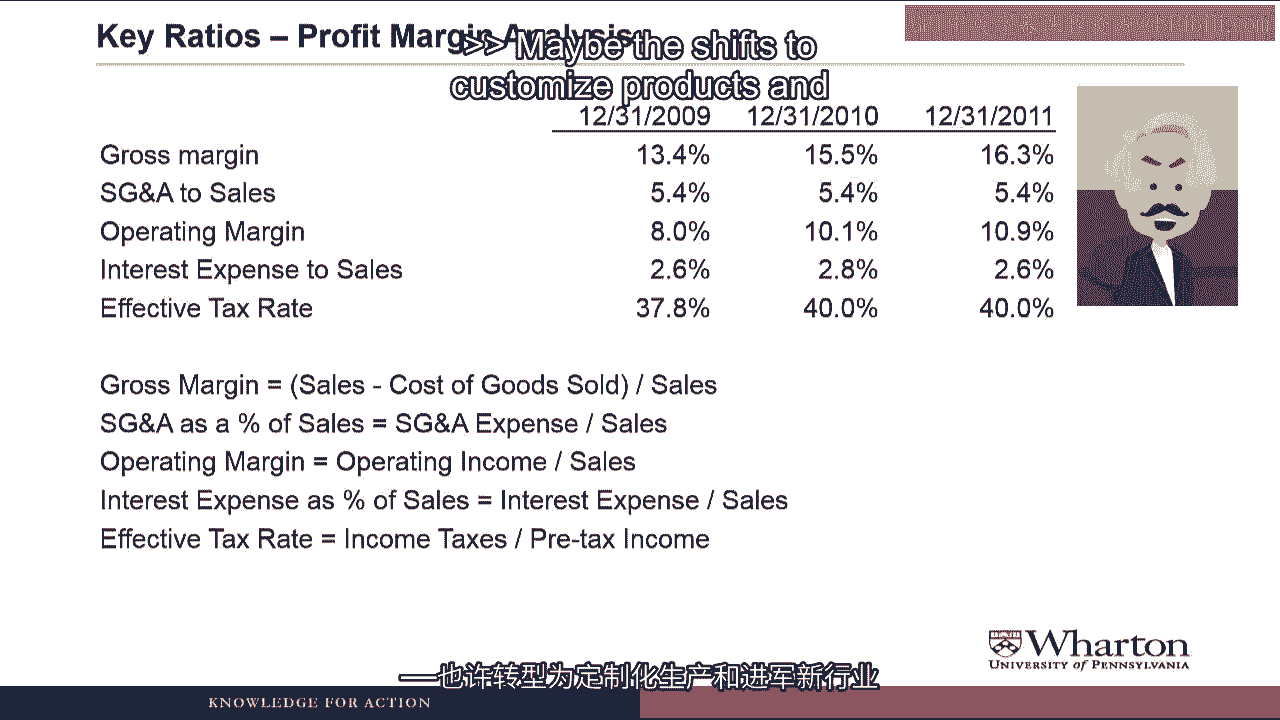 Key Ratios – Profit Margin Analysis
>> Maybe the shifts to
customize products and
12/31/2009 12/31/2010 12/31/2011
Gross margin 13.4% 15.5% 16.3%
SG&A to Sales 5.4% 5.4% 5.4%
Operating Margin 8.0% 10.1% 10.9%
Interest Expense to Sales 2.6% 2.8% 2.6%
Effective Tax Rate 37.8% 40.0% 40.0%
Gross Margin = (Sales - Cost of Goods Sold) / Sales
SG&A as a % of Sales = SG&A Expense / Sales
Operating Margin = Operating Income / Sales
Interest Expense as % of Sales = Interest Expense / Sales
Effective Tax Rate = Income Taxes / Pre-tax Income
Wharton
UNIVERSITY of PENNSYLVANIA
——也许转型为定制化生产和进军新行业
KNOWLEDGE FOR ACTION